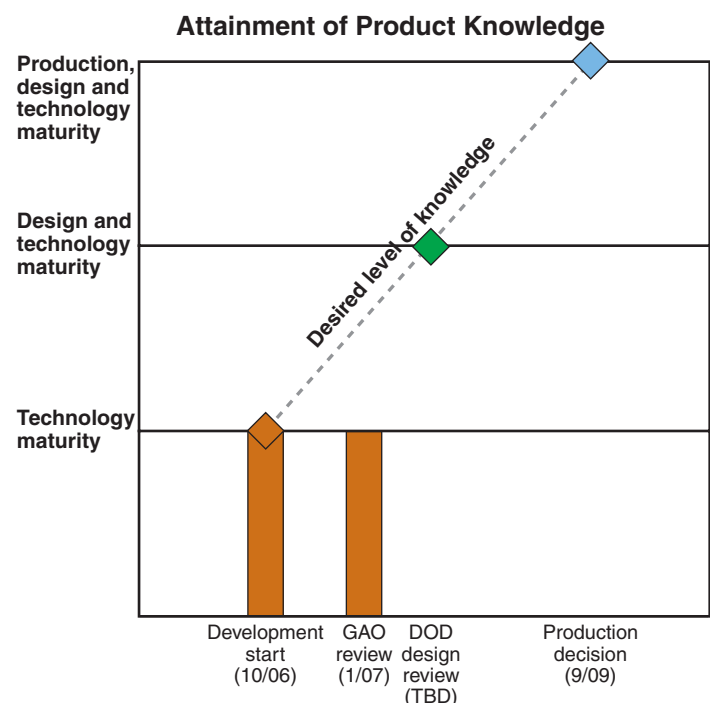 Attainment of Product Knowledge
Production,
design and
technology
maturity
Design and
technology
maturity
Technology
maturity
Desired level of knowledge
Development
start
(10/06)
GAO
review
(1/07)
DOD
design
review
(TBD)
Production
decision
(9/09)